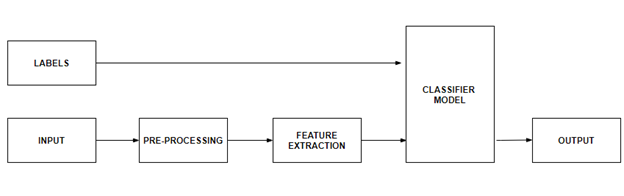 LABELS
CLASSIFIER
MODEL
INPUT
PRE-PROCESSING
FEATURE
EXTRACTION
OUTPUT